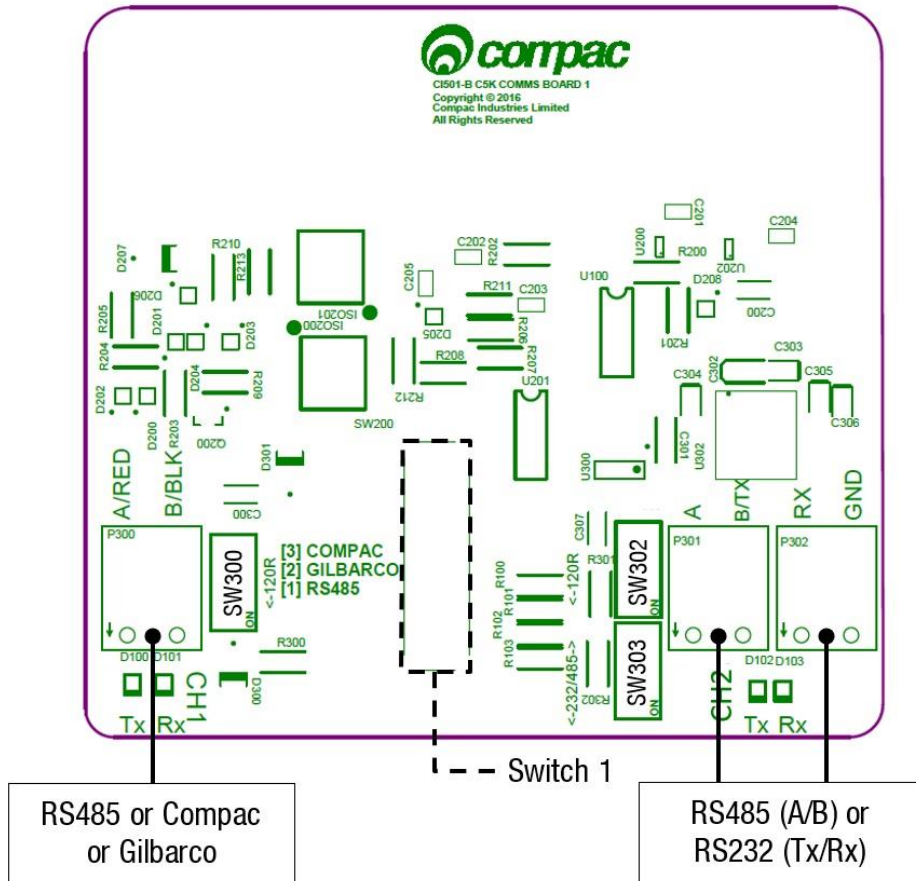 compac
CI501-B C5K COMMS BOARD 1
Copyright © 2016
Compac Industries Limited
All Rights Reserved
C201
C204
U200
R200
U202
D207
R210
R213
C202
R202
C205
U100
D208
D206
R211
C203
C200
R205
D201
ISO201
ISO200
D203
D205
R206
R201
R204
R208
R207
C302
C303
D202
D204
R209
R212
U201
C304
C305
D200
R203
Q200
SW200
C306
A/RED
B/BLK
D301
U300
C301
U302
A
B/TX
RX
GND
C300
P300
SW300
<-120R
ON
[3] COMPAC
[2] GILBARCO
[1] RS485
C307
<-120R
R301
SW302
ON
P301
P302
R100
R101
R102
R103
D100
D101
R300
D300
<-232/485->
R302
SW303
ON
D102
D103
CH1
CH2
Tx Rx
Tx Rx
Switch 1
RS485 or Compac
or Gilbarco
RS485 (A/B) or
RS232 (Tx/Rx)